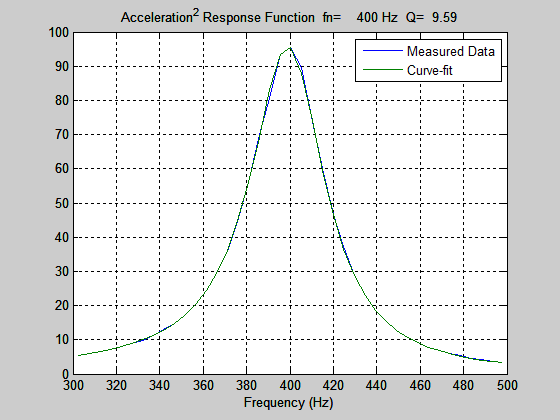 Acceleration2 Response Function fn= 400 Hz Q= 9.59
Measured Data
Curve-fit
100
90
80
70
60
50
40
30
20
10
0
300 320 340 360 380 400 420 440 460 480 500
Frequency (Hz)